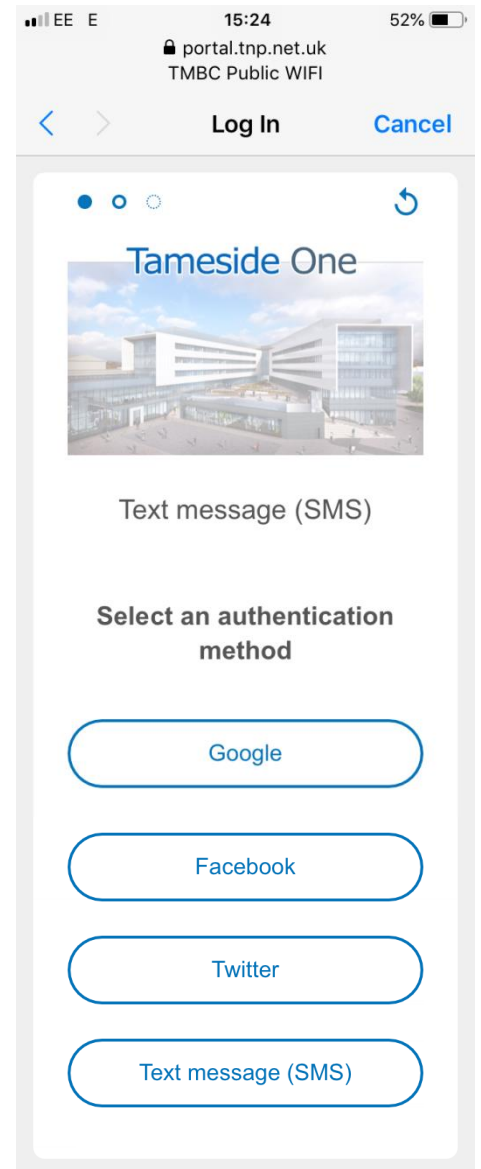 EE E 15:24 52%
portal.tnp.net.uk
TMBC Public WIFI
Log In Cancel
Tameside One
Text message (SMS)
Select an authentication
method
Google
Facebook
Twitter
Text message (SMS)